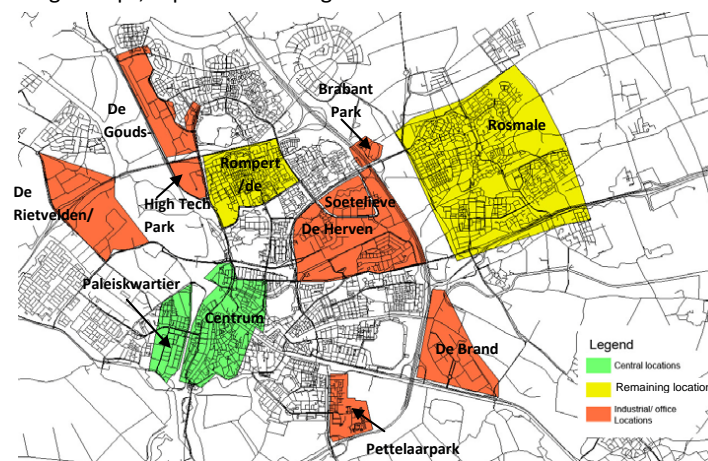 De
Gouds-
Brabant
Park
Rosmale
Rompert
/de
De
Rietvelden/
High Tech
Park
Soetelieve
De Herven
Paleiskwartier
Centrum
De Brand
Pettelaarpark
Legend
Central locations
Remaining location
Industrial/ office
Locations